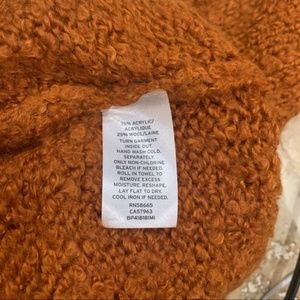 75% ACRYLIC/
ACRYLIQUE
25% WOOL/LAINE
TURN GARMENT
INSIDE OUT.
HAND WASH COLD.
SEPARATELY.
ONLY NON-CHLORINE
BLEACH IF NEEDED.
ROLL IN TOWEL TO
REMOVE EXCESS
MOISTURE. RESHAPE.
LAY FLAT TO DRY.
COOL IRON IF NEEDED.
RN58665
CA57963
BP41818IMI